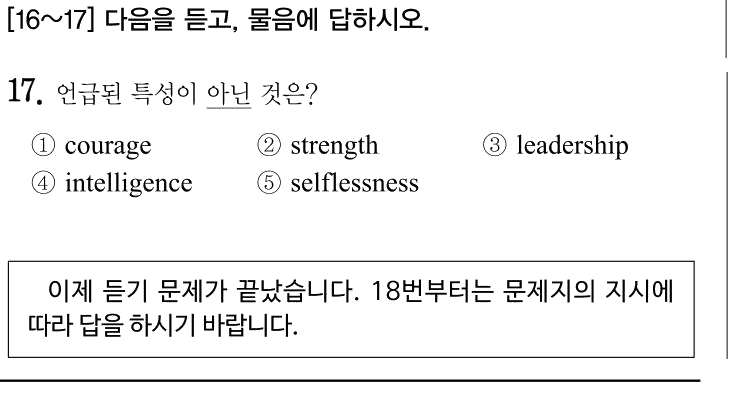 [16～17] 다음을 듣고, 물음에 답하시오.
17. 언급된 특성이 아닌 것은?
① courage ② strength ③ leadership
④ intelligence ⑤ selflessness
이제 듣기 문제가 끝났습니다. 18번부터는 문제지의 지시에
따라 답을 하시기 바랍니다.